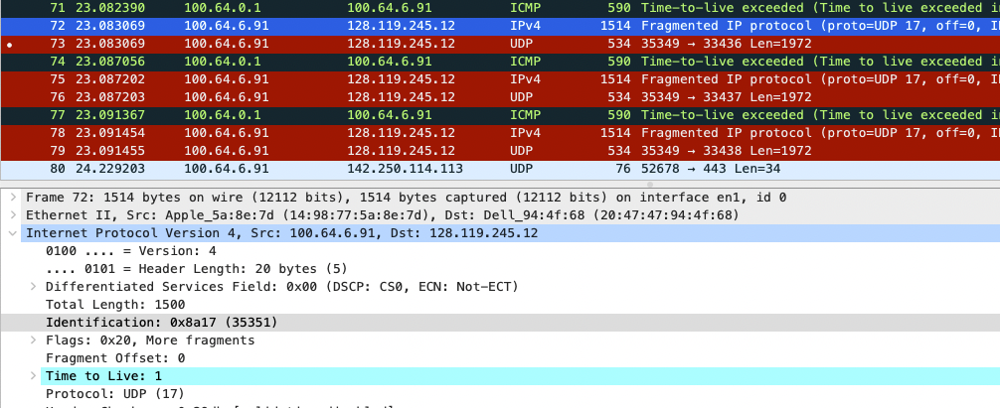 71 23.082390 100.64.0.1 100.64.6.91 ICMP 590 Time-to-live exceeded (Time to live exceeded i
72 23.083069 100.64.6.91 128.119.245.12 IPv4 1514 Fragmented IP protocol (proto=UDP 17, off=0, I
73 23.083069 100.64.6.91 128.119.245.12 UDP 534 35349 → 33436 Len=1972
74 23.087056 100.64.0.1 100.64.6.91 ICMP 590 Time-to-live exceeded (Time to live exceeded i
75 23.087202 100.64.6.91 128.119.245.12 IPv4 1514 Fragmented IP protocol (proto=UDP 17, off=0, I
76 23.087203 100.64.6.91 128.119.245.12 UDP 534 35349 → 33437 Len=1972
77 23.091367 100.64.0.1 100.64.6.91 ICMP 590 Time-to-live exceeded (Time to live exceeded i
78 23.091454 100.64.6.91 128.119.245.12 IPv4 1514 Fragmented IP protocol (proto=UDP 17, off=0, I
79 23.091455 100.64.6.91 128.119.245.12 UDP 534 35349 → 33438 Len=1972
80 24.229203 100.64.6.91 142.250.114.113 UDP 76 52678 → 443 Len=34
Frame 72: 1514 bytes on wire (12112 bits), 1514 bytes captured (12112 bits) on interface en1, id 0
Ethernet II, Src: Apple_5a:8e:7d (14:98:77:5a:8e:7d), Dst: Dell_94:4f:68 (20:47:47:94:4f:68)
Internet Protocol Version 4, Src: 100.64.6.91, Dst: 128.119.245.12
0100 .... = Version: 4
.... 0101 = Header Length: 20 bytes (5)
Differentiated Services Field: 0x00 (DSCP: CS0, ECN: Not-ECT)
Total Length: 1500
Identification: 0x8a17 (35351)
Flags: 0x20, More fragments
Fragment Offset: 0
Time to Live: 1
Protocol: UDP (17)